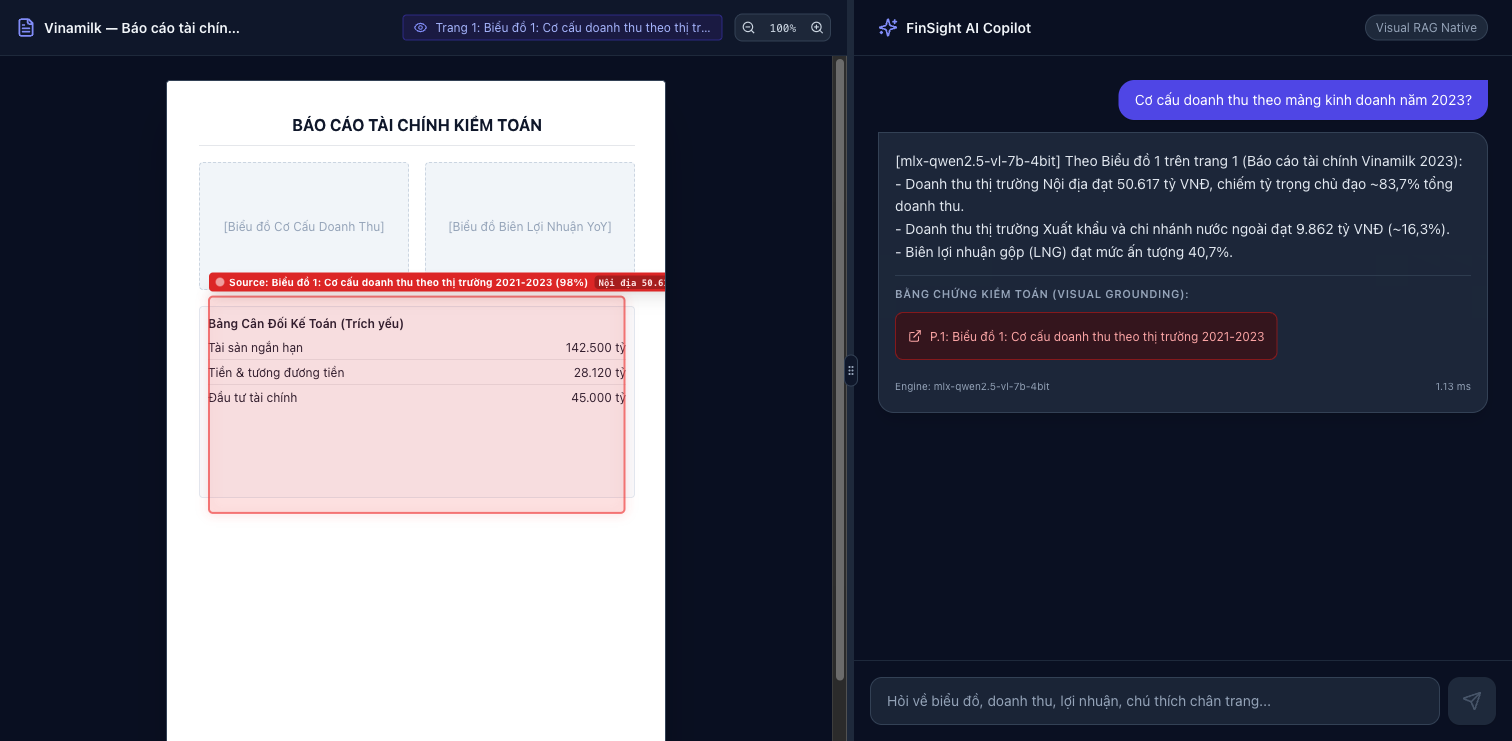 Vinamilk — Báo cáo tài chín...
Trang 1: Biểu đồ 1: Cơ cấu doanh thu theo thị tr...
100%
BÁO CÁO TÀI CHÍNH KIỂM TOÁN
[Biểu đồ Cơ Cấu Doanh Thu]
[Biểu đồ Biên Lợi Nhuận YoY]
Source: Biểu đồ 1: Cơ cấu doanh thu theo thị trường 2021-2023 (98%)
Nội địa 50.6
Bảng Cân Đối Kế Toán (Trích yếu)
Tài sản ngắn hạn 142.500 tỷ
Tiền & tương đương tiền 28.120 tỷ
Đầu tư tài chính 45.000 tỷ
FinSight AI Copilot
Visual RAG Native
Cơ cấu doanh thu theo mảng kinh doanh năm 2023?
[mlx-qwen2.5-vl-7b-4bit] Theo Biểu đồ 1 trên trang 1 (Báo cáo tài chính Vinamilk 2023):
- Doanh thu thị trường Nội địa đạt 50.617 tỷ VNĐ, chiếm tỷ trọng chủ đạo ~83,7% tổng
doanh thu.
- Doanh thu thị trường Xuất khẩu và chi nhánh nước ngoài đạt 9.862 tỷ VNĐ (~16,3%).
- Biên lợi nhuận gộp (LNG) đạt mức ấn tượng 40,7%.
BẰNG CHỨNG KIỂM TOÁN (VISUAL GROUNDING):
P.1: Biểu đồ 1: Cơ cấu doanh thu theo thị trường 2021-2023
Engine: mlx-qwen2.5-vl-7b-4bit
1.13 ms
Hỏi về biểu đồ, doanh thu, lợi nhuận, chú thích chân trang...